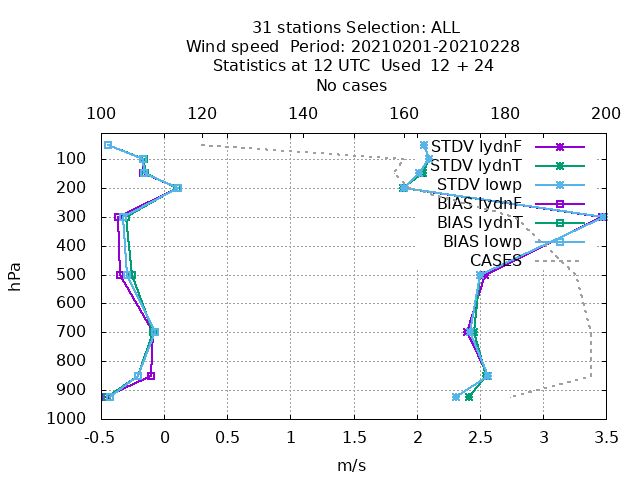 31 stations Selection: ALL
Wind speed  Period: 20210201-20210228
Statistics at 12 UTC  Used  12 + 24
No cases
100 120 140 160 180 200
STDV lydnF
STDV lydnT
STDV lowp
BIAS lydnF
BIAS lydnT
BIAS lowp
CASES
100
200
300
400
500
600
700
800
900
1000
hPa
-0.5 0 0.5 1 1.5 2 2.5 3 3.5
m/s